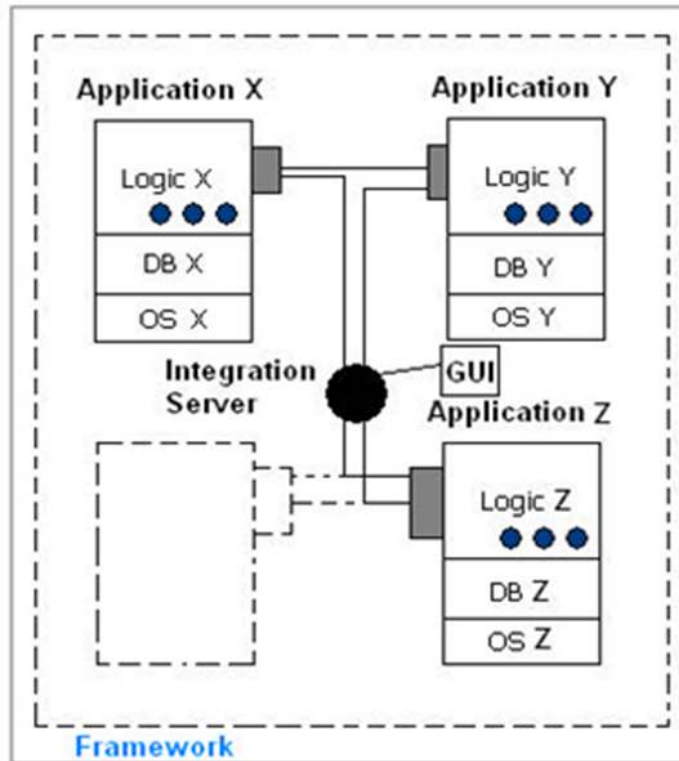 Application X
Application Y
Logic X
Logic Y
DB X
DB Y
OS X
OS Y
Integration
Server
GUI
Application Z
Logic Z
DB Z
OS Z
Framework